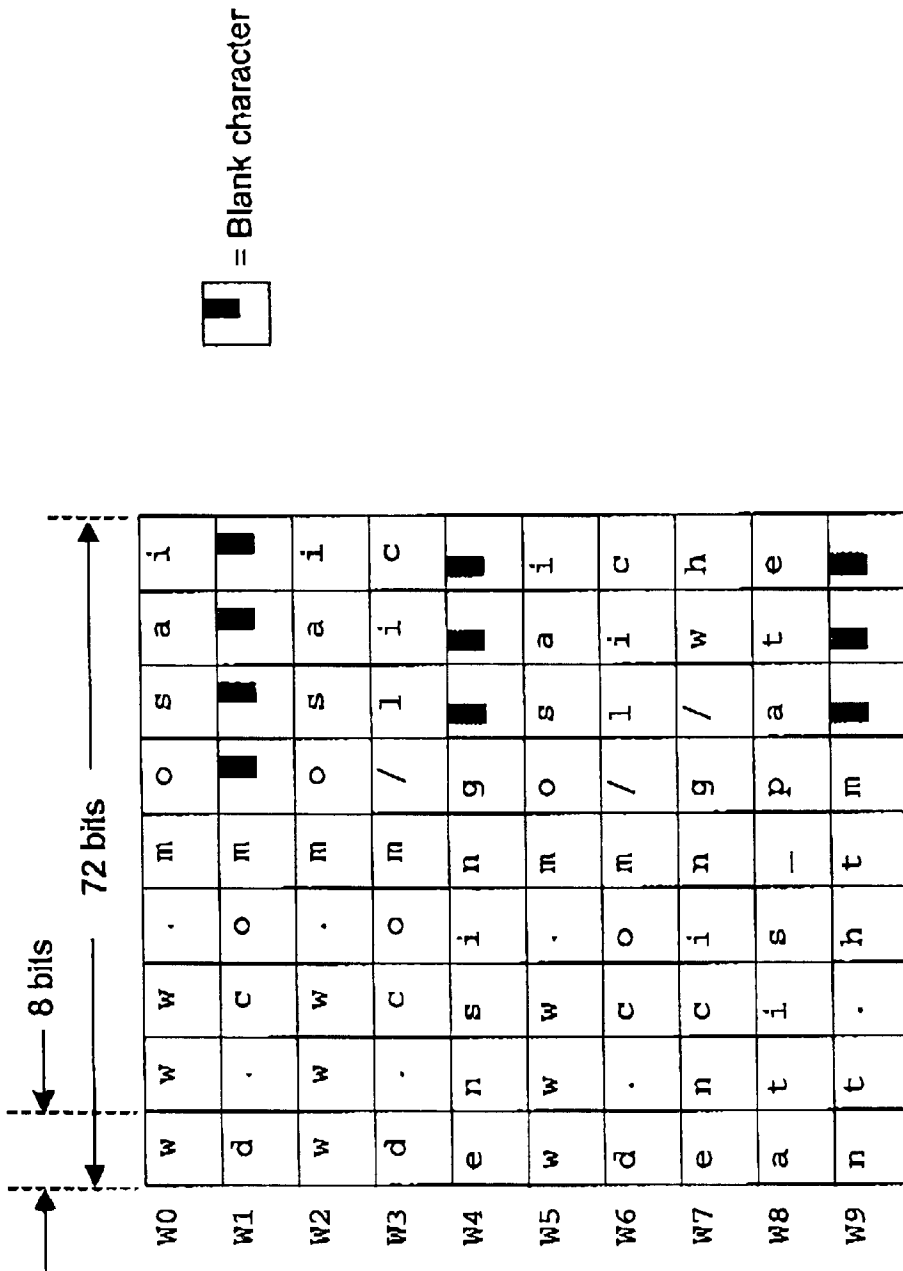 8 bits
72 bits
W0 w w w . m o s a i
W1 d . c o m
W2 w w w . m o s a i
W3 d . c o m / l i c
W4 e n s i n g
W5 w w w . m o s a i
W6 d . c o m / l i c
W7 e n c i n g / w h
W8 a t i s _ p a t e
W9 n t . h t m
= Blank character